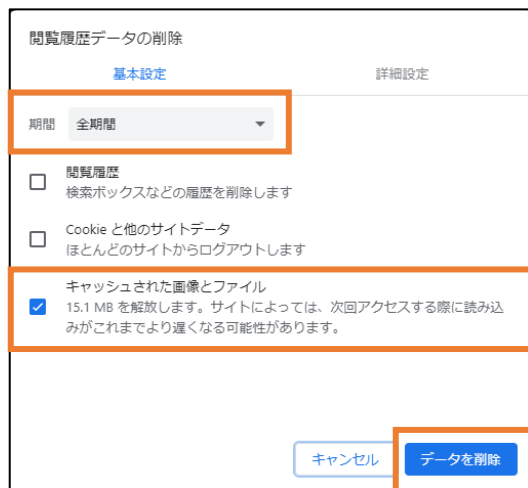 閲覧履歴データの削除
基本設定 詳細設定
期間 全期間
閲覧履歴
検索ボックスなどの履歴を削除します
Cookie と他のサイトデータ
ほとんどのサイトからログアウトします
キャッシュされた画像とファイル
15.1 MB を解放します。サイトによっては、次回アクセスする際に読み込
みがこれまでより遅くなる可能性があります。
キャンセル データを削除